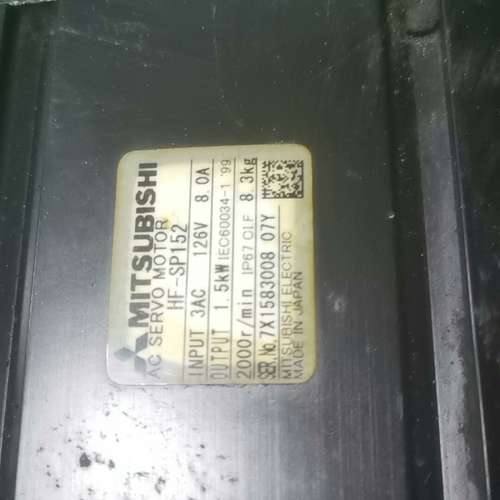 MITSUBISHI
AC SERVO MOTOR
HF-SP152
INPUT 3AC 126V 8.0A
OUTPUT 1.5kW IEC60034-1 '99
2000r/min IP67 Cl.F 8.3kg
SER.No.7X1583008 07Y
MITSUBISHI ELECTRIC
MADE IN JAPAN